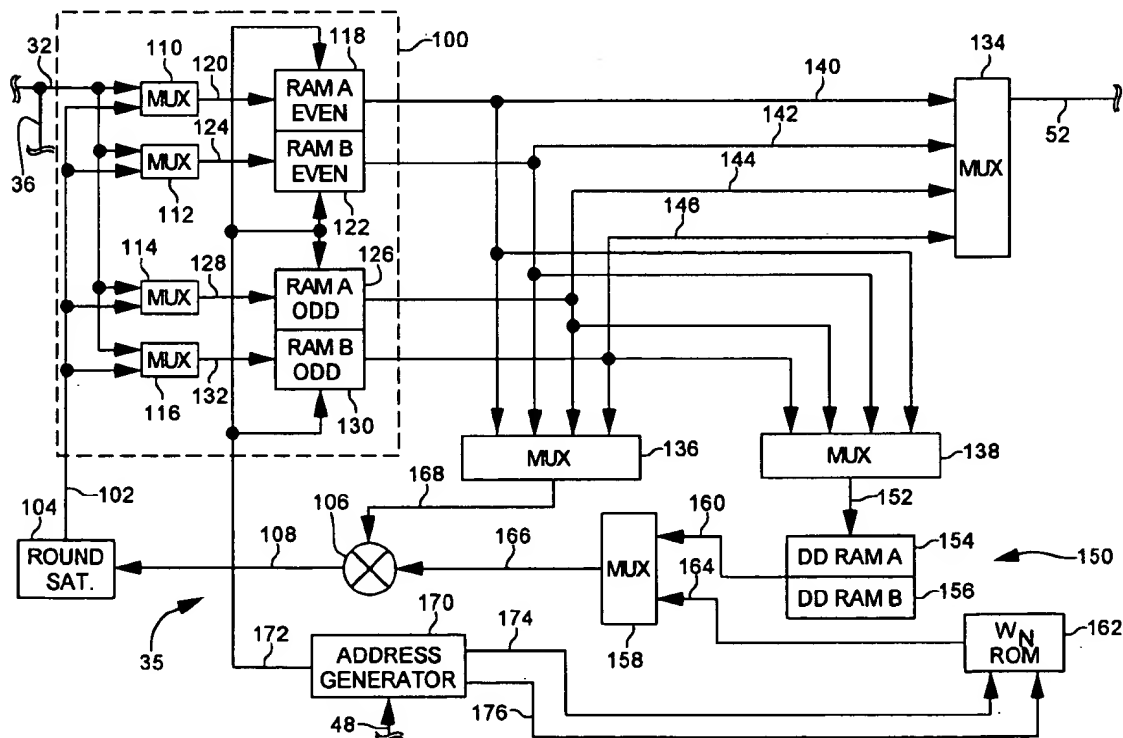 32
110
120
118
100
134
MUX
RAM A
EVEN
140
36
124
142
MUX
RAM B
EVEN
144
52
112
122
146
MUX
114
128
126
MUX
RAM A
ODD
MUX
RAM B
ODD
116
132
130
MUX
136
MUX
138
102
168
152
104
106
160
ROUND
SAT.
108
166
MUX
DD RAM A
154
150
164
DD RAM B
156
158
WN
ROM
162
35
172
170
174
ADDRESS
GENERATOR
48
176